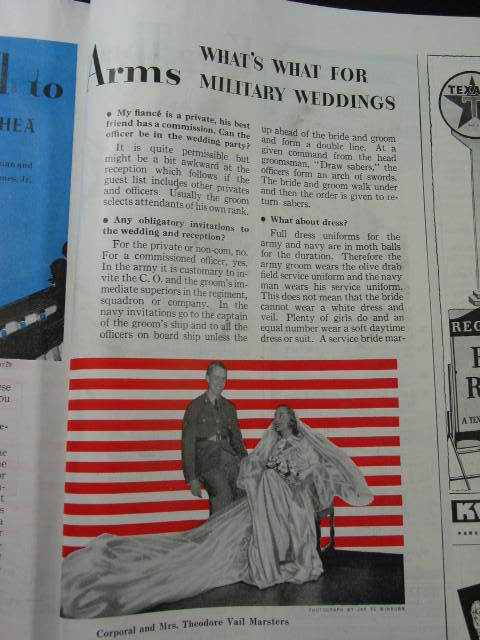 d to
Arms
HEA
WHAT'S WHAT FOR
MILITARY WEDDINGS
● My fiancé is a private, his best
friend has a commission. Can the
officer be in the wedding party?
It is quite permissible but
might be a bit awkward at the
reception which follows if the
guest list includes other privates
and officers. Usually the groom
selects attendants of his own rank.
● Any obligatory invitations to
the wedding and reception?
For the private or non-com, no.
For a commissioned officer, yes.
In the army it is customary to in-
vite the C. O. and the groom's im-
mediate superiors in the regiment,
squadron or company. In the
navy invitations go to the captain
of the groom's ship and to all the
officers on board ship unless the
up ahead of the bride and groom
and form a double line. At a
given command from the head
groomsman, "Draw sabers," the
officers form an arch of swords.
The bride and groom walk under
and then the order is given to re-
turn sabers.
● What about dress?
Full dress uniforms for the
army and navy are in moth balls
for the duration. Therefore the
army groom wears the olive drab
field service uniform and the navy
man wears his service uniform.
This does not mean that the bride
cannot wear a white dress and
veil. Plenty of girls do and an
equal number wear a soft daytime
dress or suit. A service bride mar-
PHOTOGRAPH BY JAY TE WINBURN
Corporal and Mrs. Theodore Vail Marsters
TEXA
T
REG
A TEX